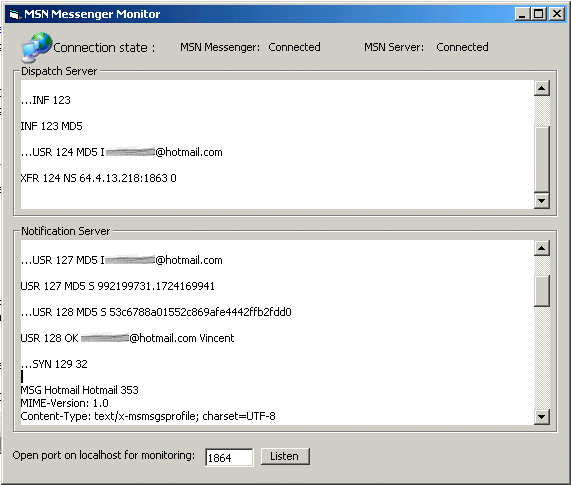 MSN Messenger Monitor
Connection state : MSN Messenger: Connected MSN Server: Connected
Dispatch Server
...INF 123
INF 123 MD5
...USR 124 MD5 I @hotmail.com
XFR 124 NS 64.4.13.218:1863 0
Notification Server
...USR 127 MD5 I @hotmail.com
USR 127 MD5 S 992199731.1724169941
...USR 128 MD5 S 53c6788a01552c869afe4442ffb2fdd0
USR 128 OK @hotmail.com Vincent
...SYN 129 32
MSG Hotmail Hotmail 353
MIME-Version: 1.0
Content-Type: text/x-msmsgsprofile; charset=UTF-8
Open port on localhost for monitoring: 1864 Listen